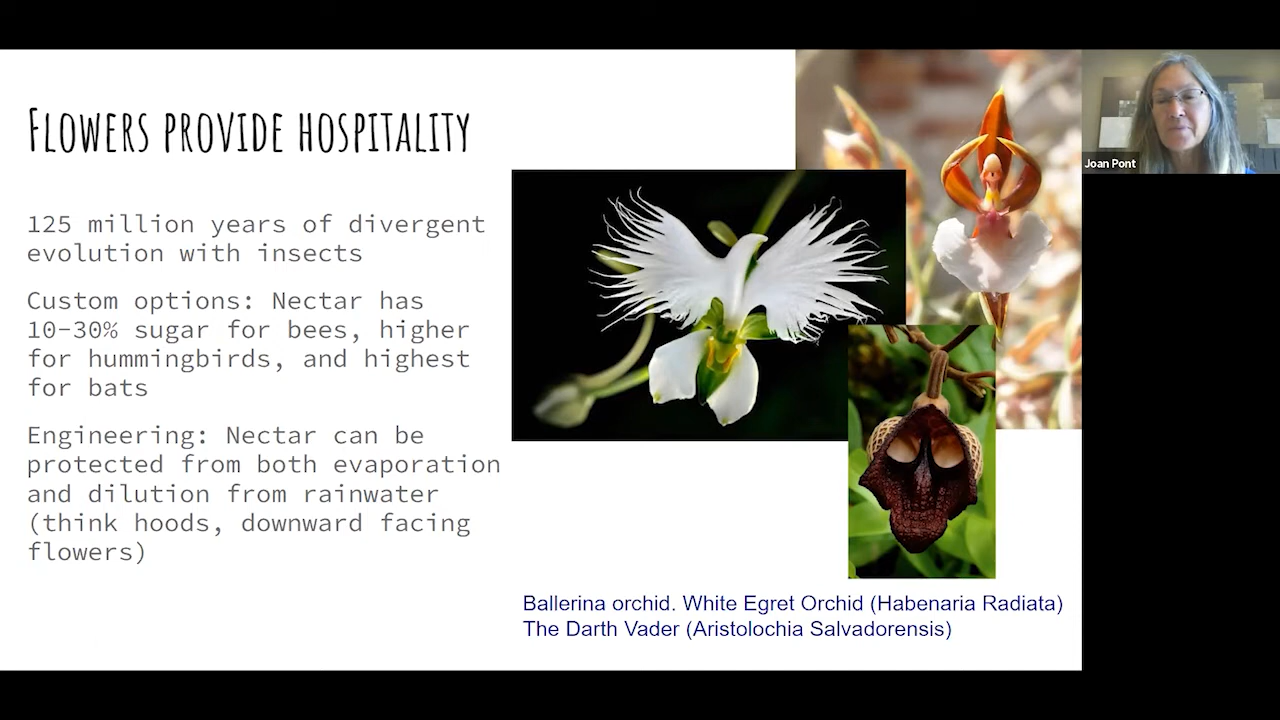 Flowers provide hospitality
125 million years of divergent
evolution with insects
Custom options: Nectar has
10-30% sugar for bees, higher
for hummingbirds, and highest
for bats
Engineering: Nectar can be
protected from both evaporation
and dilution from rainwater
(think hoods, downward facing
flowers)
Ballerina orchid. White Egret Orchid (Habenaria Radiata)
The Darth Vader (Aristolochia Salvadorensis)
Joan Pont